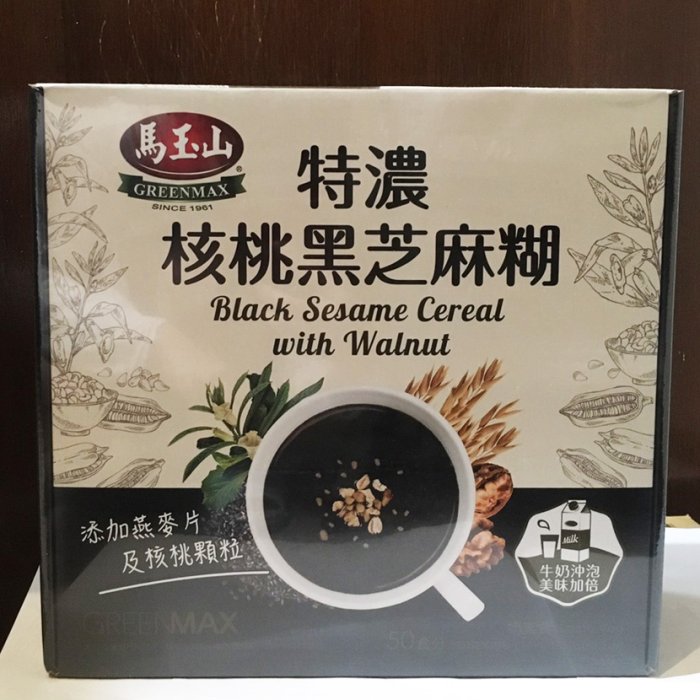 馬玉山
GREENMAX
SINCE 1961
特濃
核桃黑芝麻糊
Black Sesame Cereal
with Walnut
添加燕麥片
及核桃顆粒
Milk
牛奶沖泡
美味加倍
GREENMAX
50